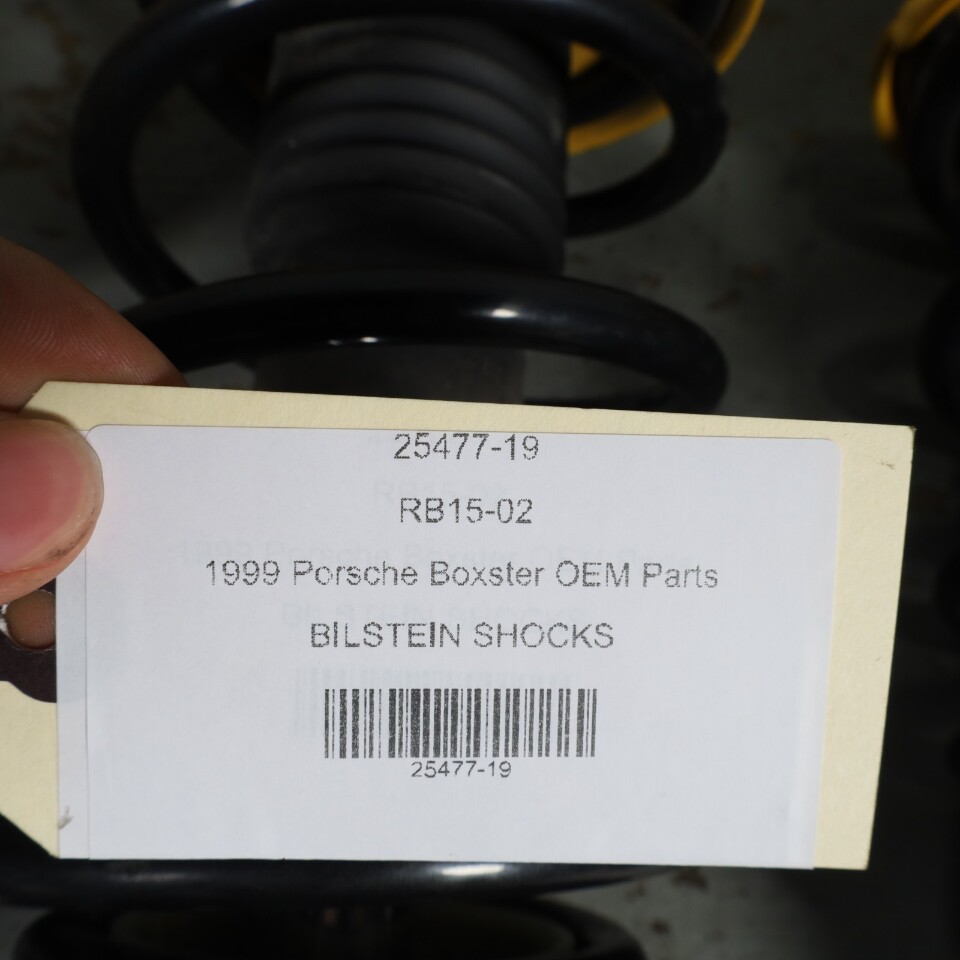 25477-19
RB15-02
1999 Porsche Boxster OEM Parts
BILSTEIN SHOCKS
25477-19